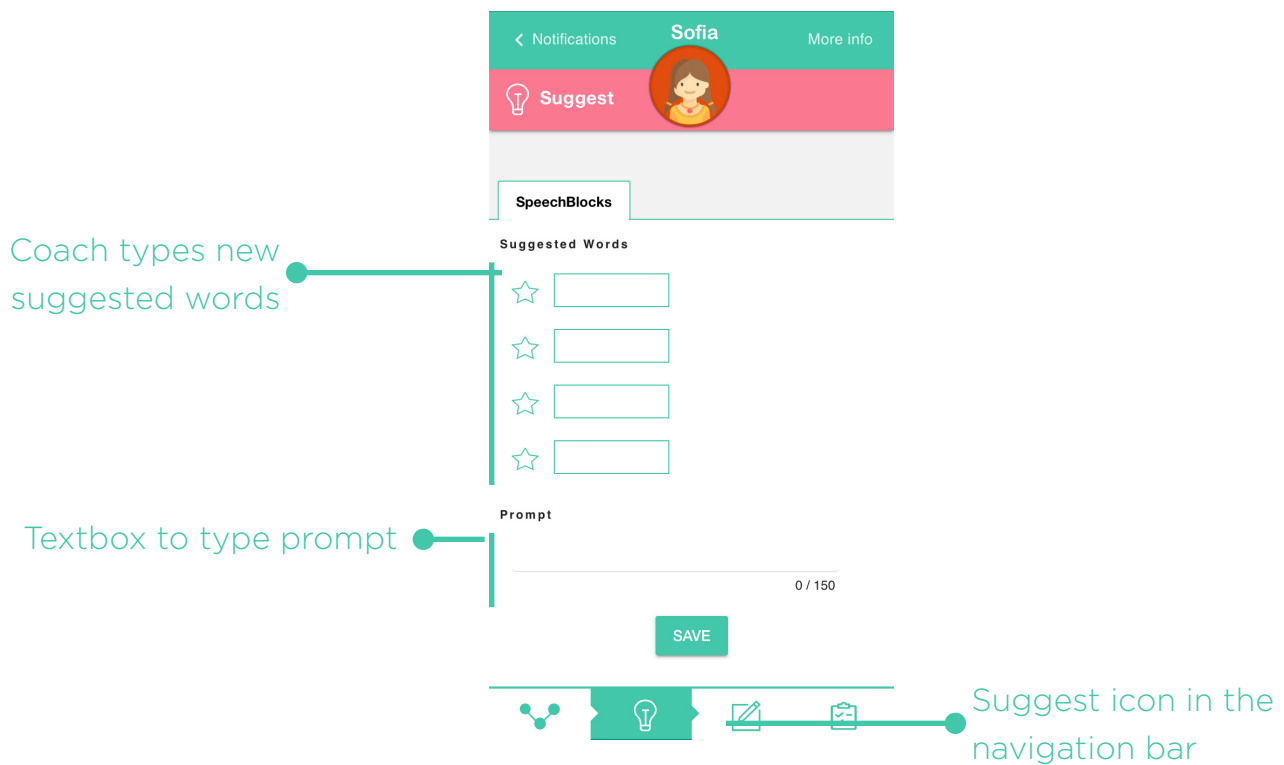 Notifications
Sofia
More info
Suggest
SpeechBlocks
Suggested Words
Coach types new
suggested words
Prompt
Textbox to type prompt
0 / 150
SAVE
Suggest icon in the
navigation bar